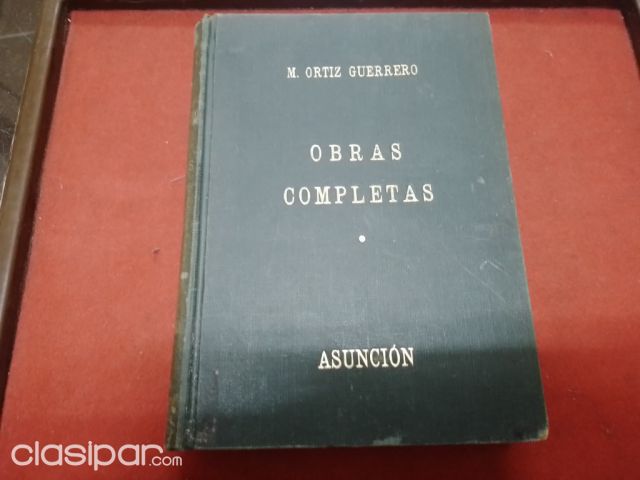 M. ORTIZ GUERRERO
OBRAS
COMPLETAS
ASUNCIÓN
clasipar.com